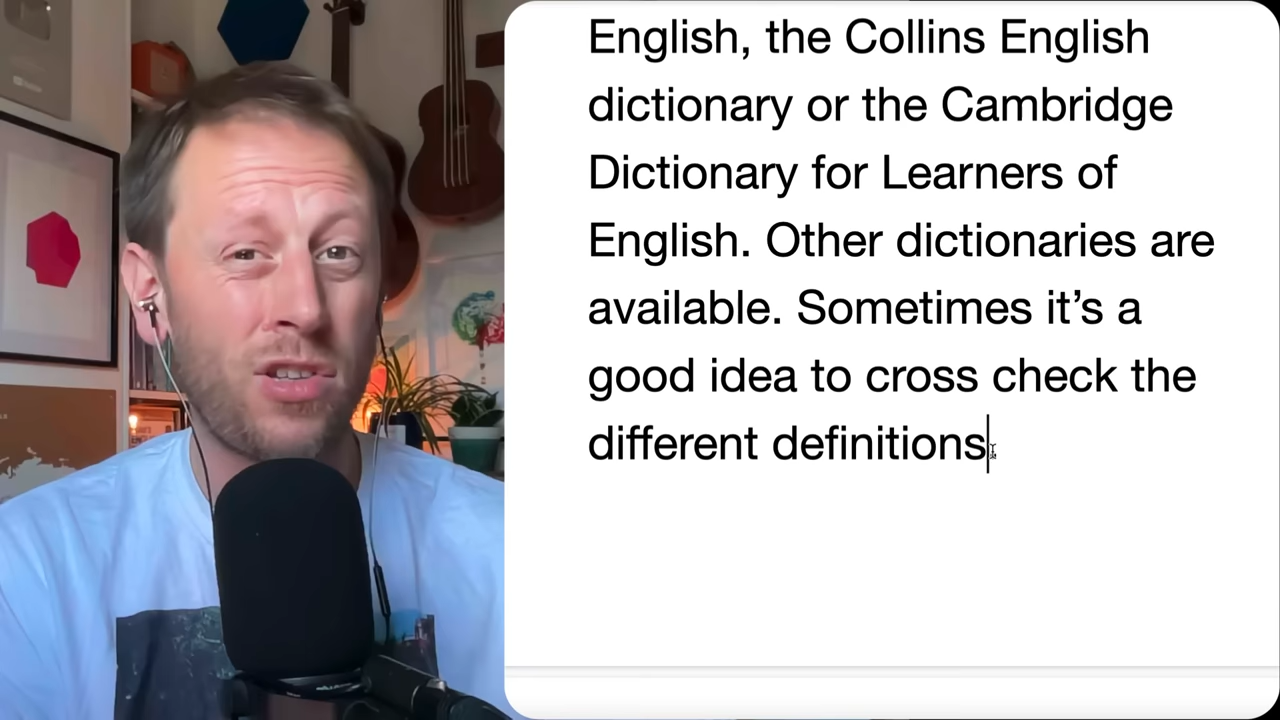 English, the Collins English
dictionary or the Cambridge
Dictionary for Learners of
English. Other dictionaries are
available. Sometimes it’s a
good idea to cross check the
different definitions